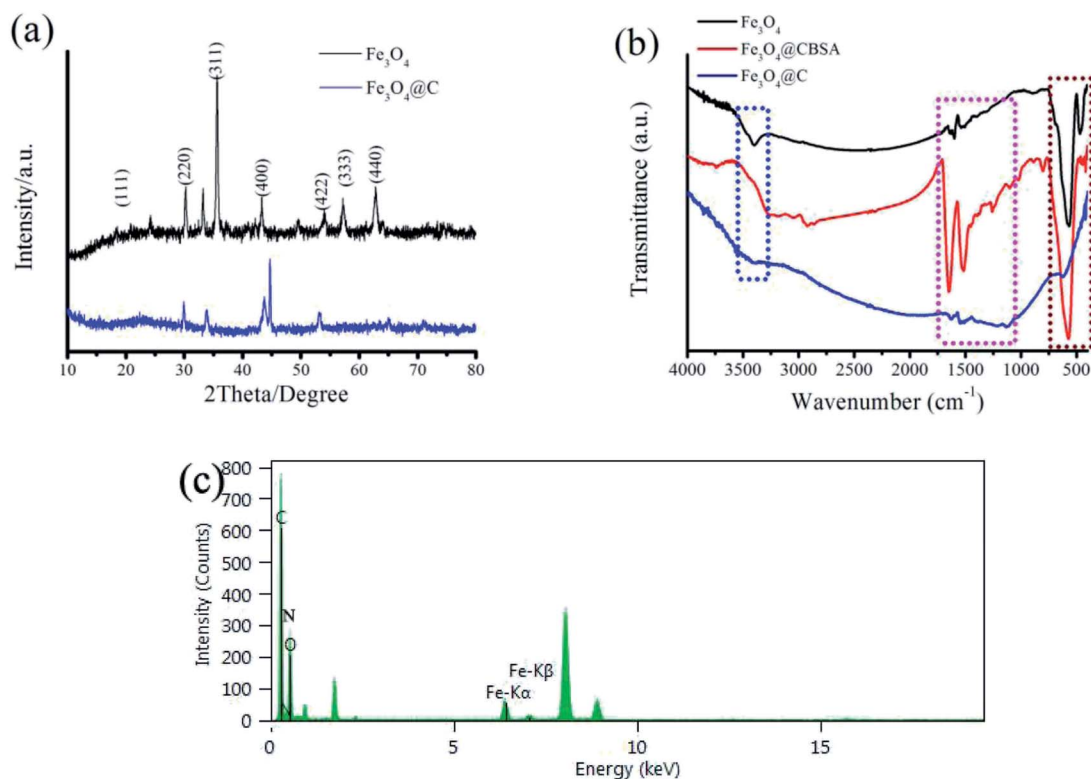 (a)
Fe₃O₄
Fe₃O₄@C
(111)
(220)
(311)
(400)
(422)
(333)
(440)
Intensity/a.u.
10 20 30 40 50 60 70 80
2Theta/Degree
(b)
Fe₃O₄
Fe₃O₄@CBSA
Fe₃O₄@C
Transmittance (a.u.)
4000 3500 3000 2500 2000 1500 1000 500
Wavenumber (cm⁻¹)
(c)
800
700
600
500
400
300
200
100
0
Intensity (Counts)
C
N
O
Fe-Kα
Fe-Kβ
0 5 10 15
Energy (keV)